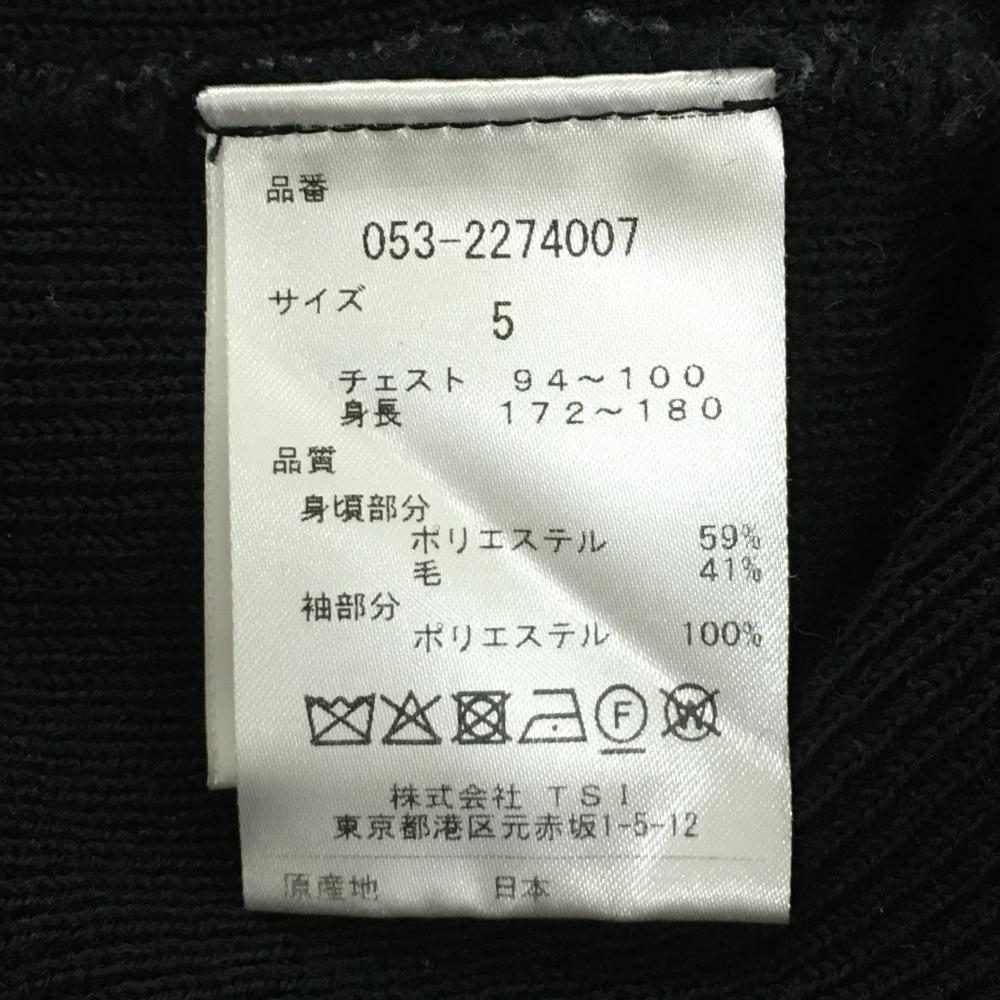 品番
053-2274007
サイズ 5
チェスト 94～100
身長 172～180
品質
身頃部分
ポリエステル 59%
毛 41%
袖部分
ポリエステル 100%
F W
株式会社 TSI
東京都港区元赤坂1-5-12
原産地 日本